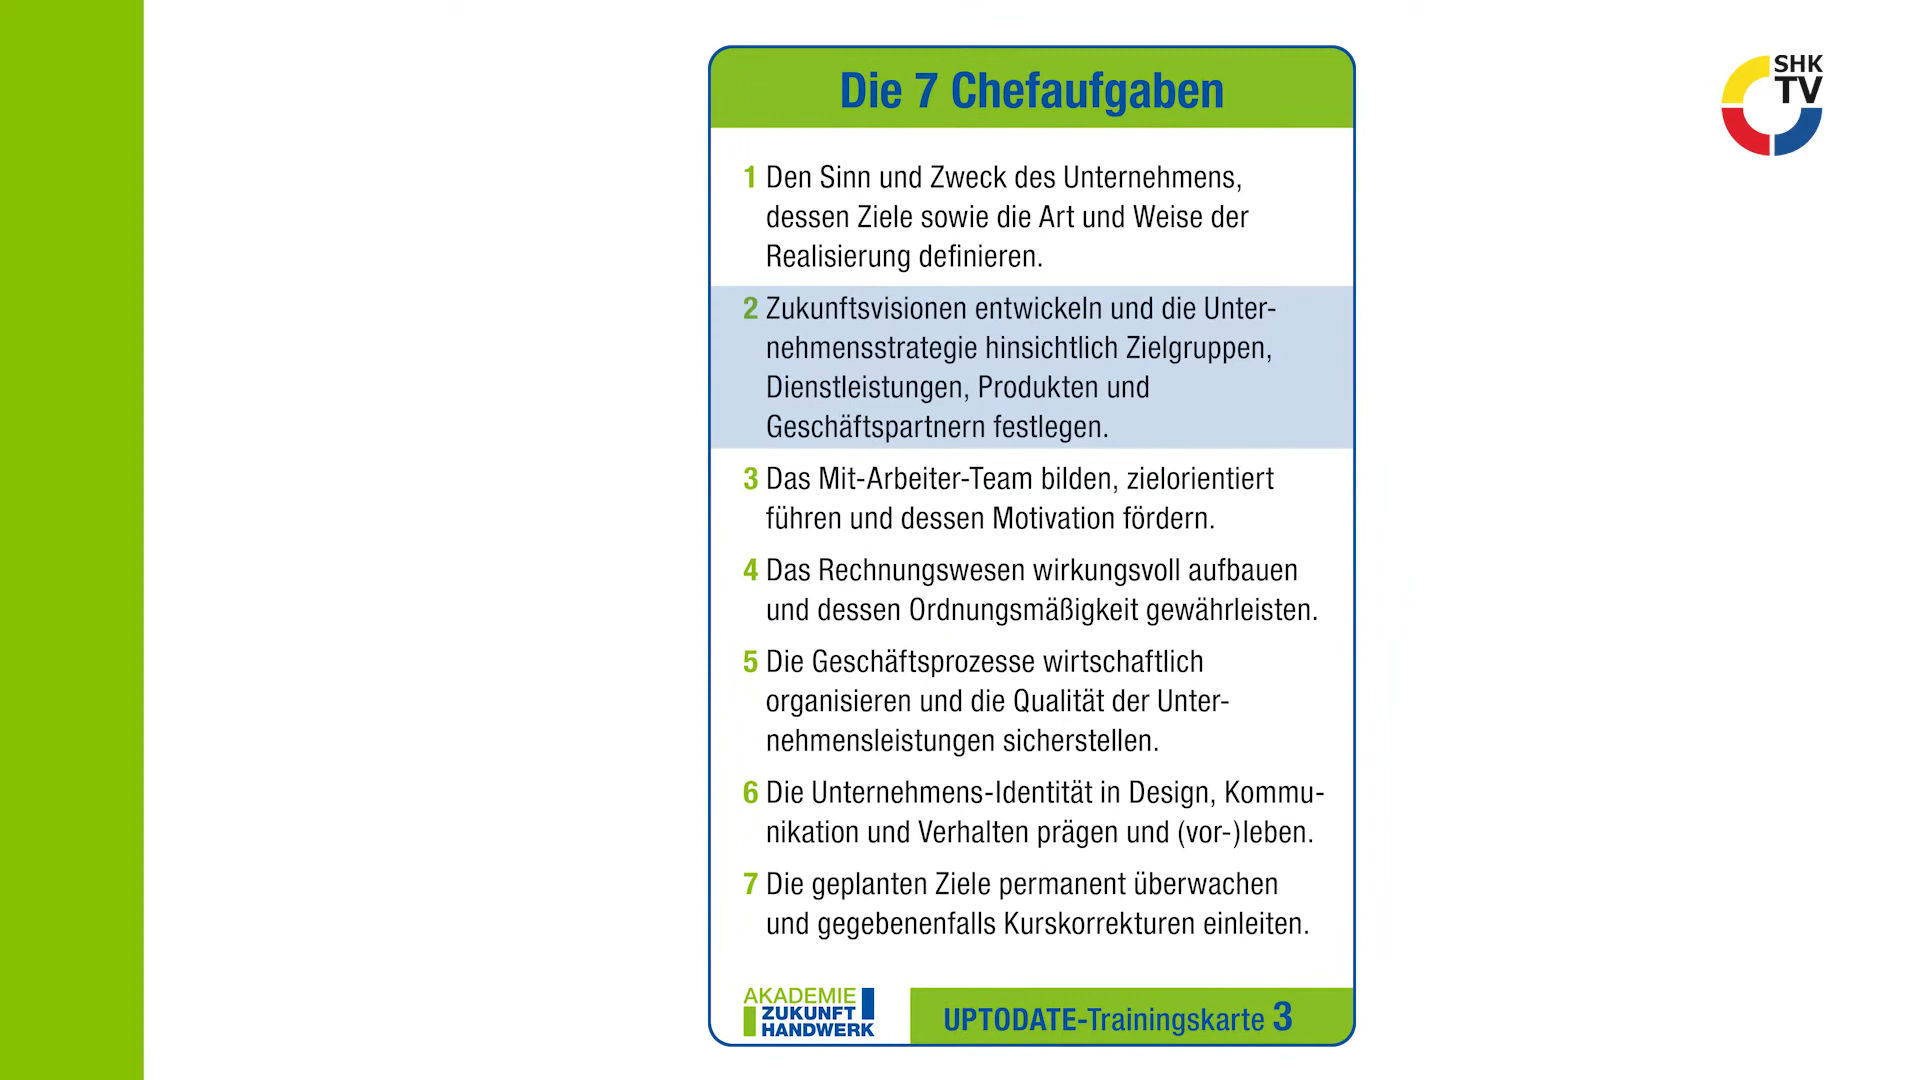 SHK
TV
Die 7 Chefaufgaben
1 Den Sinn und Zweck des Unternehmens,
dessen Ziele sowie die Art und Weise der
Realisierung definieren.
2 Zukunftsvisionen entwickeln und die Unter-
nehmensstrategie hinsichtlich Zielgruppen,
Dienstleistungen, Produkten und
Geschäftspartnern festlegen.
3 Das Mit-Arbeiter-Team bilden, zielorientiert
führen und dessen Motivation fördern.
4 Das Rechnungswesen wirkungsvoll aufbauen
und dessen Ordnungsmäßigkeit gewährleisten.
5 Die Geschäftsprozesse wirtschaftlich
organisieren und die Qualität der Unter-
nehmensleistungen sicherstellen.
6 Die Unternehmens-Identität in Design, Kommu-
nikation und Verhalten prägen und (vor-)leben.
7 Die geplanten Ziele permanent überwachen
und gegebenenfalls Kurskorrekturen einleiten.
AKADEMIE
ZUKUNFT
HANDWERK
UPTODATE-Trainingskarte 3